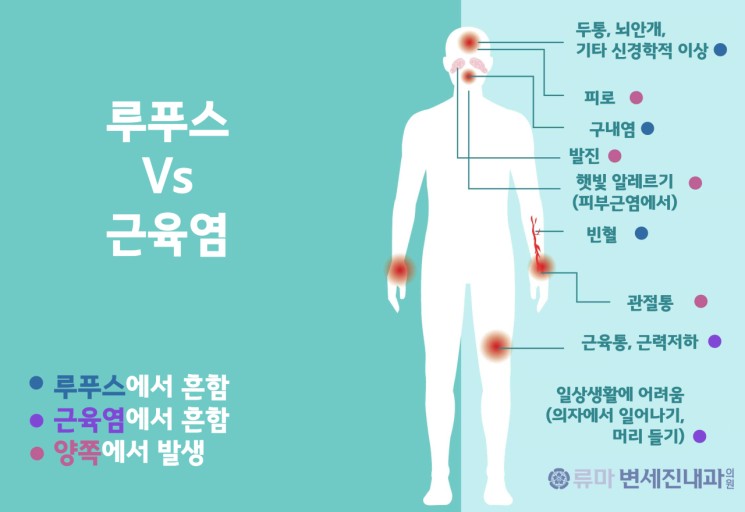 루푸스
Vs
근육염
루푸스에서 흔함
근육염에서 흔함
양쪽에서 발생
두통, 뇌안개,
기타 신경학적 이상
피로
구내염
발진
햇빛 알레르기
(피부근염에서)
빈혈
관절통
근육통, 근력저하
일상생활에 어려움
(의자에서 일어나기,
머리 들기)
류마 변세진내과의원